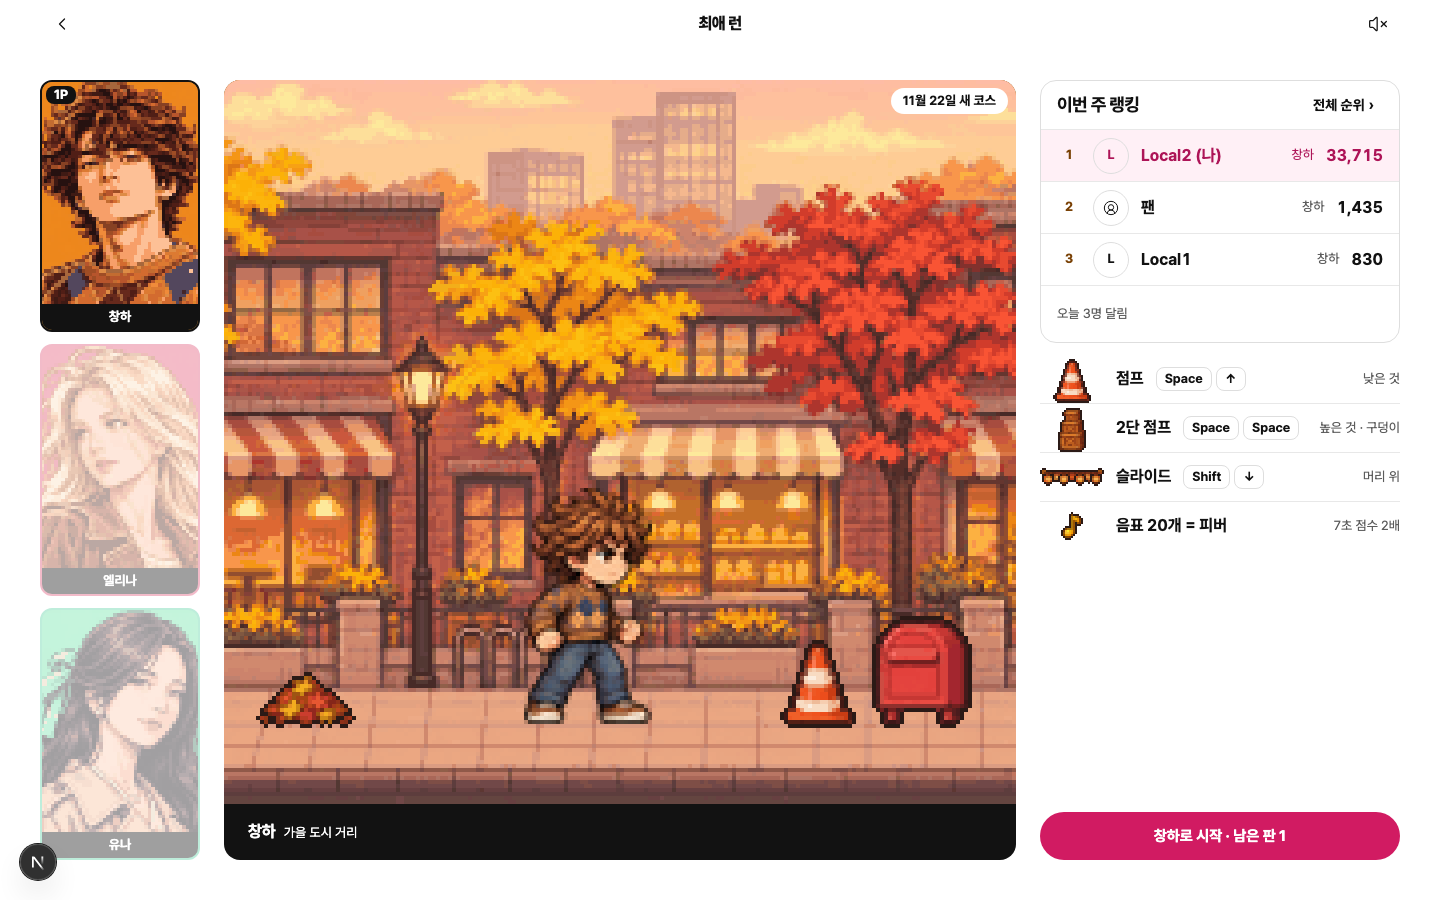 최애 런
1P
창하
엘리나
유나
11월 22일 새 코스
창하 가을 도시 거리
이번 주 랭킹 전체 순위 ›
1 L Local2 (나) 창하 33,715
2 팬 창하 1,435
3 L Local1 창하 830
오늘 3명 달림
점프 Space ↑ 낮은 것
2단 점프 Space Space 높은 것 · 구덩이
슬라이드 Shift ↓ 머리 위
음표 20개 = 피버 7초 점수 2배
창하로 시작 · 남은 판 1
N